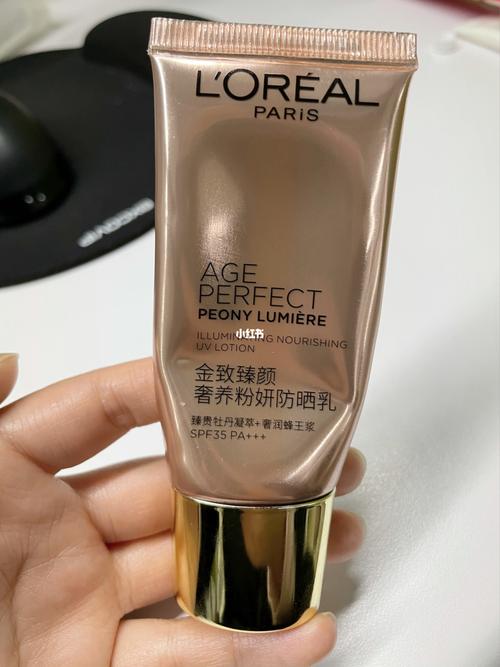 L'ORÉAL
PARiS
AGE
PERFECT
PEONY LUMIÈRE
小红书
NOURISHING
UV LOTION
金致臻颜
奢养粉妍防晒乳
臻贵牡丹凝萃+奢润蜂王浆
SPF35 PA+++